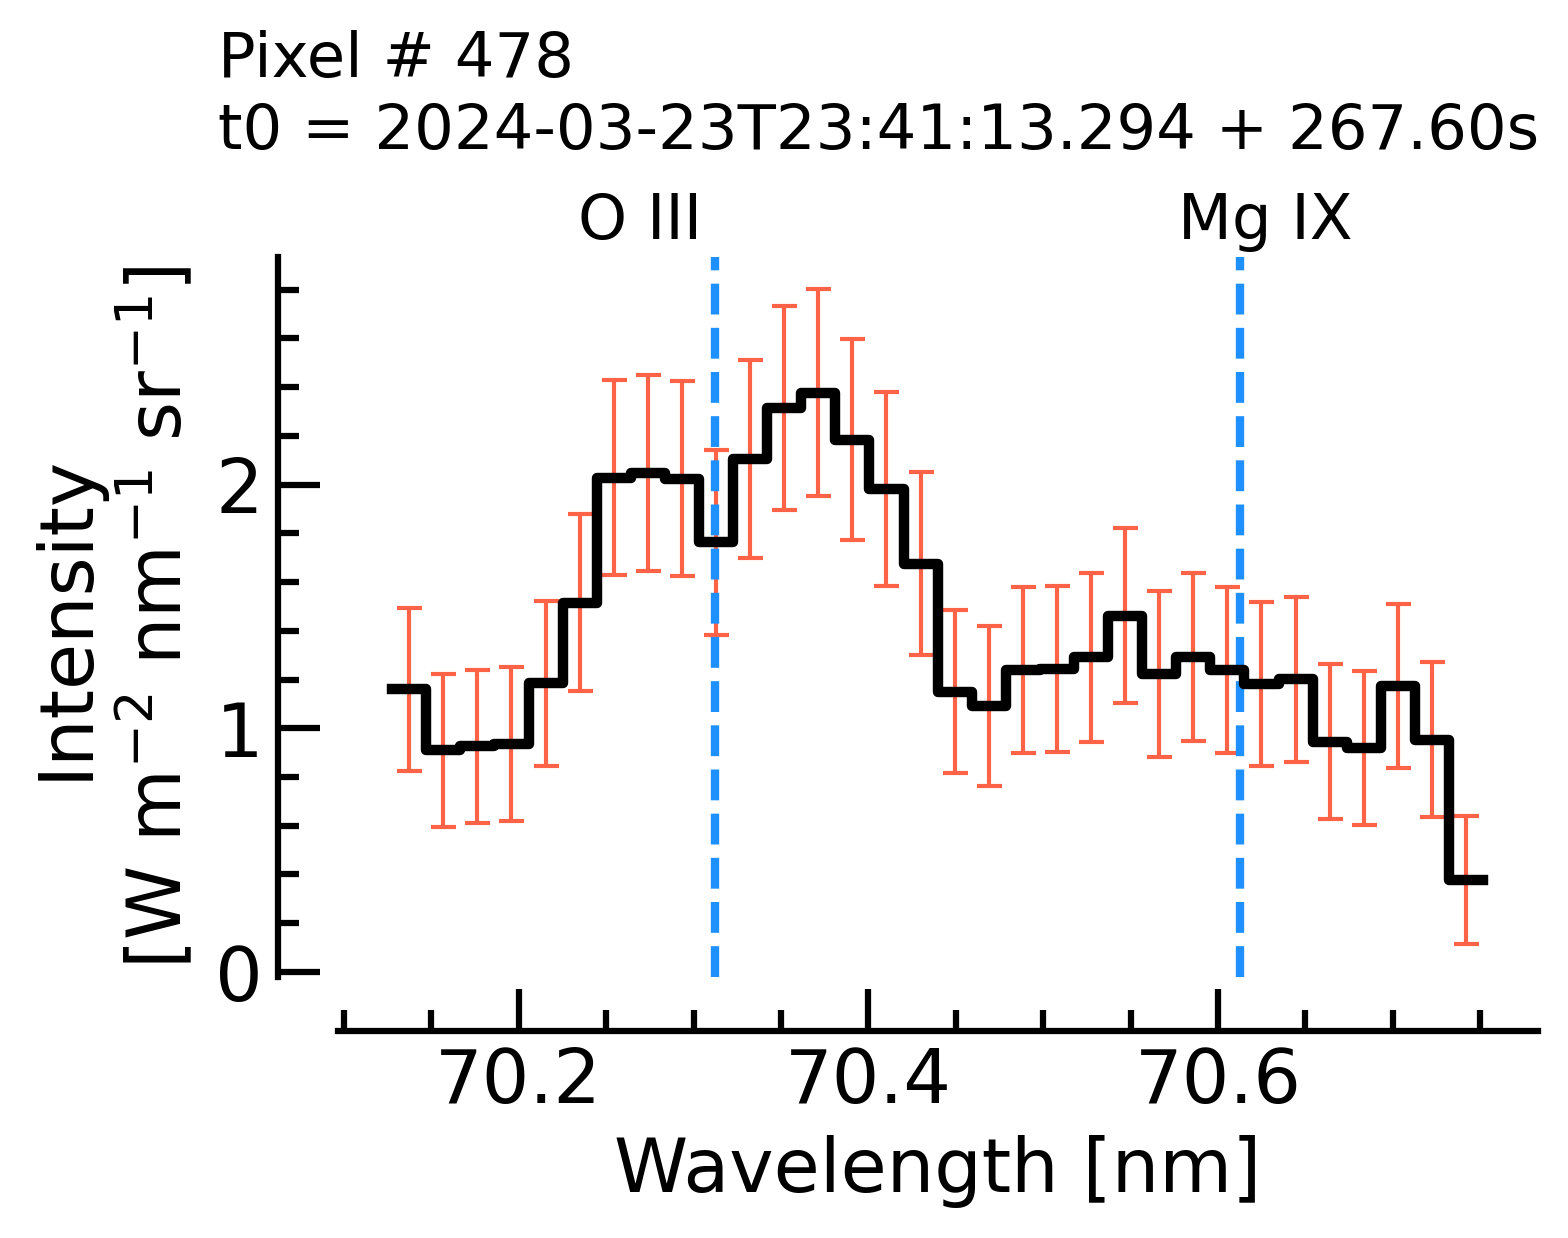 Pixel # 478
t0 = 2024-03-23T23:41:13.294 + 267.60s
O III
Mg IX
Intensity
[W m⁻² nm⁻¹ sr⁻¹]
2
1
0
70.2
70.4
70.6
Wavelength [nm]